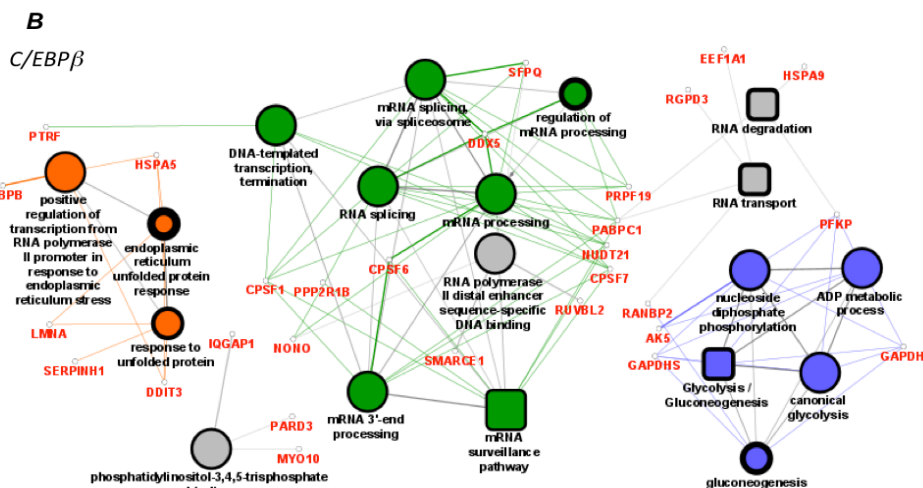 B
C/EBPβ
EEF1A1
SFPQ
HSPA9
RGPD3
mRNA splicing,
via spliceosome
regulation of
mRNA processing
RNA degradation
PTRF
DDX5
DNA-templated
transcription,
termination
HSPA5
BPB
positive
regulation of
transcription from
RNA polymerase
II promoter in
response to
endoplasmic
reticulum stress
RNA splicing
mRNA processing
PRPF19
RNA transport
PABPC1
PFKP
endoplasmic
reticulum
unfolded protein
response
NUDT21
CPSF6
CPSF7
CPSF1
PPP2R1B
RNA polymerase
II distal enhancer
sequence-specific
DNA binding
RUVBL2
RANBP2
nucleoside
diphosphate
phosphorylation
ADP metabolic
process
LMNA
AK5
response to
unfolded protein
IQGAP1
NONO
SMARCE1
GAPDHS
GAPDH
SERPINH1
DDIT3
Glycolysis /
Gluconeogenesis
canonical
glycolysis
PARD3
mRNA 3'-end
processing
mRNA
surveillance
pathway
MYO10
phosphatidylinositol-3,4,5-trisphosphate
gluconeogenesis